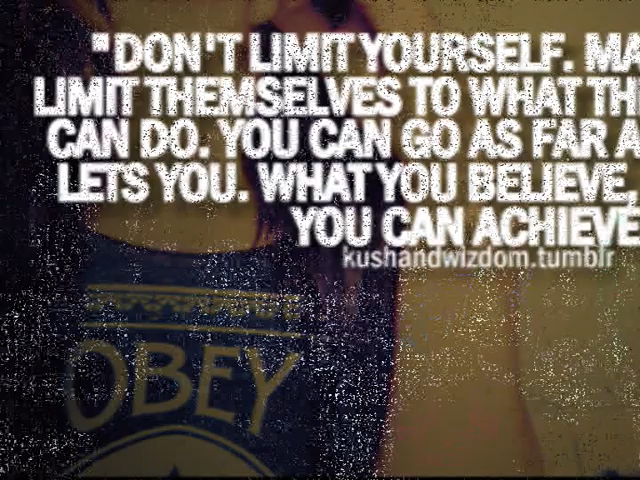 "DON'T LIMIT YOURSELF. MA
LIMIT THEMSELVES TO WHAT TH
CAN DO. YOU CAN GO AS FAR A
LETS YOU. WHAT YOU BELIEVE,
YOU CAN ACHIEVE
kushandwizdom.tumblr
OBEY